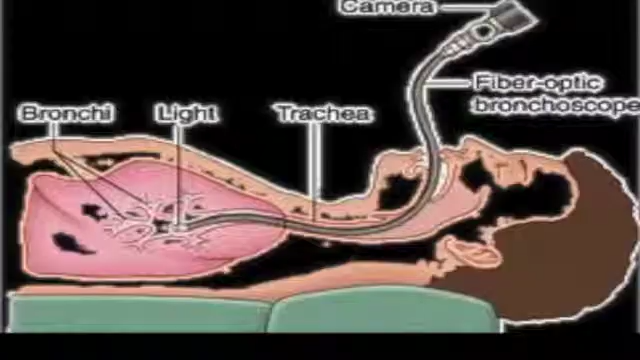 Camera
Fiber-optic
bronchoscope
Bronchi
Light
Trachea